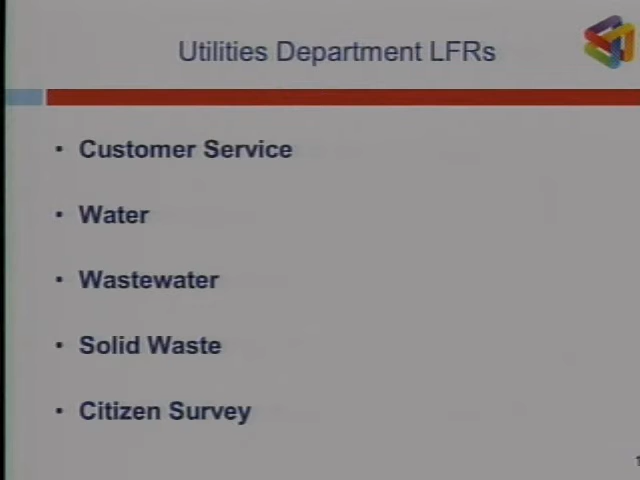 Utilities Department LFRs
• Customer Service
• Water
• Wastewater
• Solid Waste
• Citizen Survey